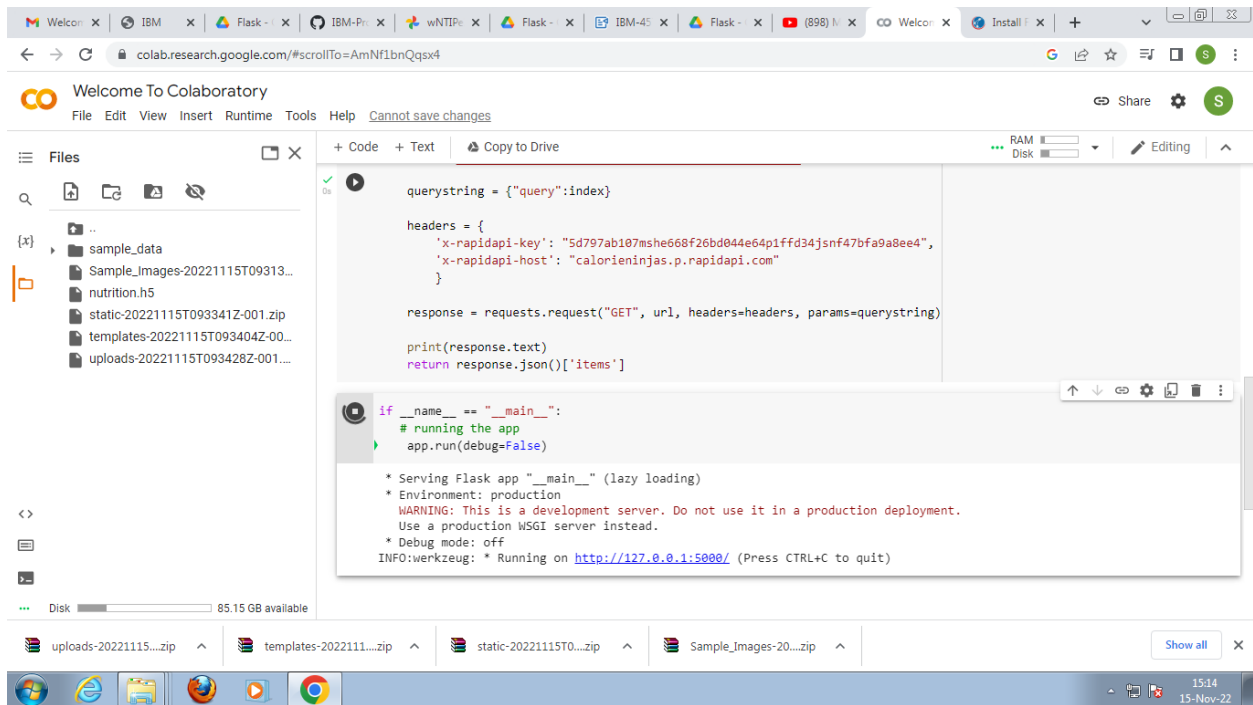 Welcon
IBM
Flask -
IBM-Pro
wNTIPe
Flask -
IBM-45
Flask -
(898) M
Welcon
Install F
colab.research.google.com/#scrollTo=AmNf1bnQqsx4
S
Welcome To Colaboratory
File Edit View Insert Runtime Tools Help Cannot save changes
Share
S
Files
+ Code + Text Copy to Drive
RAM
Disk
Editing
..
sample_data
Sample_Images-20221115T09313...
nutrition.h5
static-20221115T093341Z-001.zip
templates-20221115T093404Z-00...
uploads-20221115T093428Z-001....
{x}
0s
querystring = {"query":index}
headers = {
'x-rapidapi-key': "5d797ab107mshe668f26bd044e64p1ffd34jsnf47bfa9a8ee4",
'x-rapidapi-host': "calorieninjas.p.rapidapi.com"
}
response = requests.request("GET", url, headers=headers, params=querystring)
print(response.text)
return response.json()['items']
if __name__ == "__main__":
# running the app
app.run(debug=False)
* Serving Flask app "__main__" (lazy loading)
* Environment: production
WARNING: This is a development server. Do not use it in a production deployment.
Use a production WSGI server instead.
* Debug mode: off
INFO:werkzeug: * Running on http://127.0.0.1:5000/ (Press CTRL+C to quit)
Disk 85.15 GB available
uploads-20221115....zip
templates-2022111....zip
static-20221115T0....zip
Sample_Images-20....zip
Show all
15:14
15-Nov-22